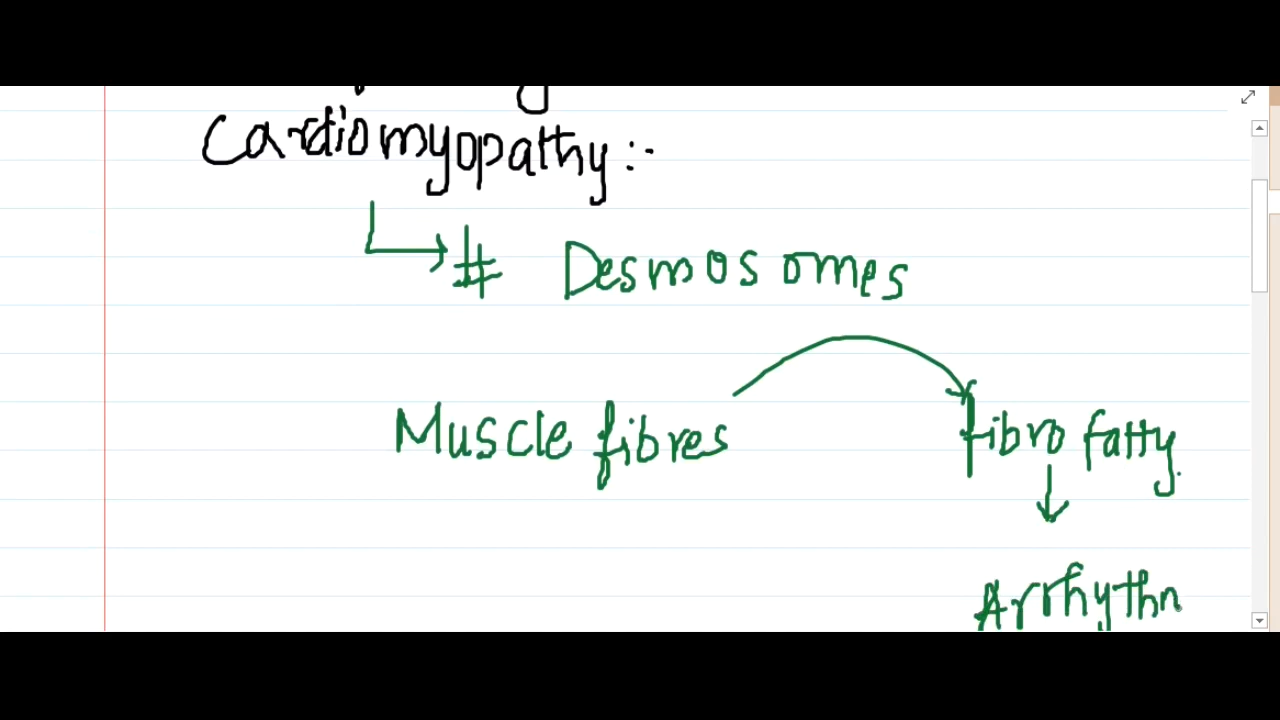 Cardiomyopathy :-
# Desmosomes
Muscle fibres fibro fatty
Arrhythm